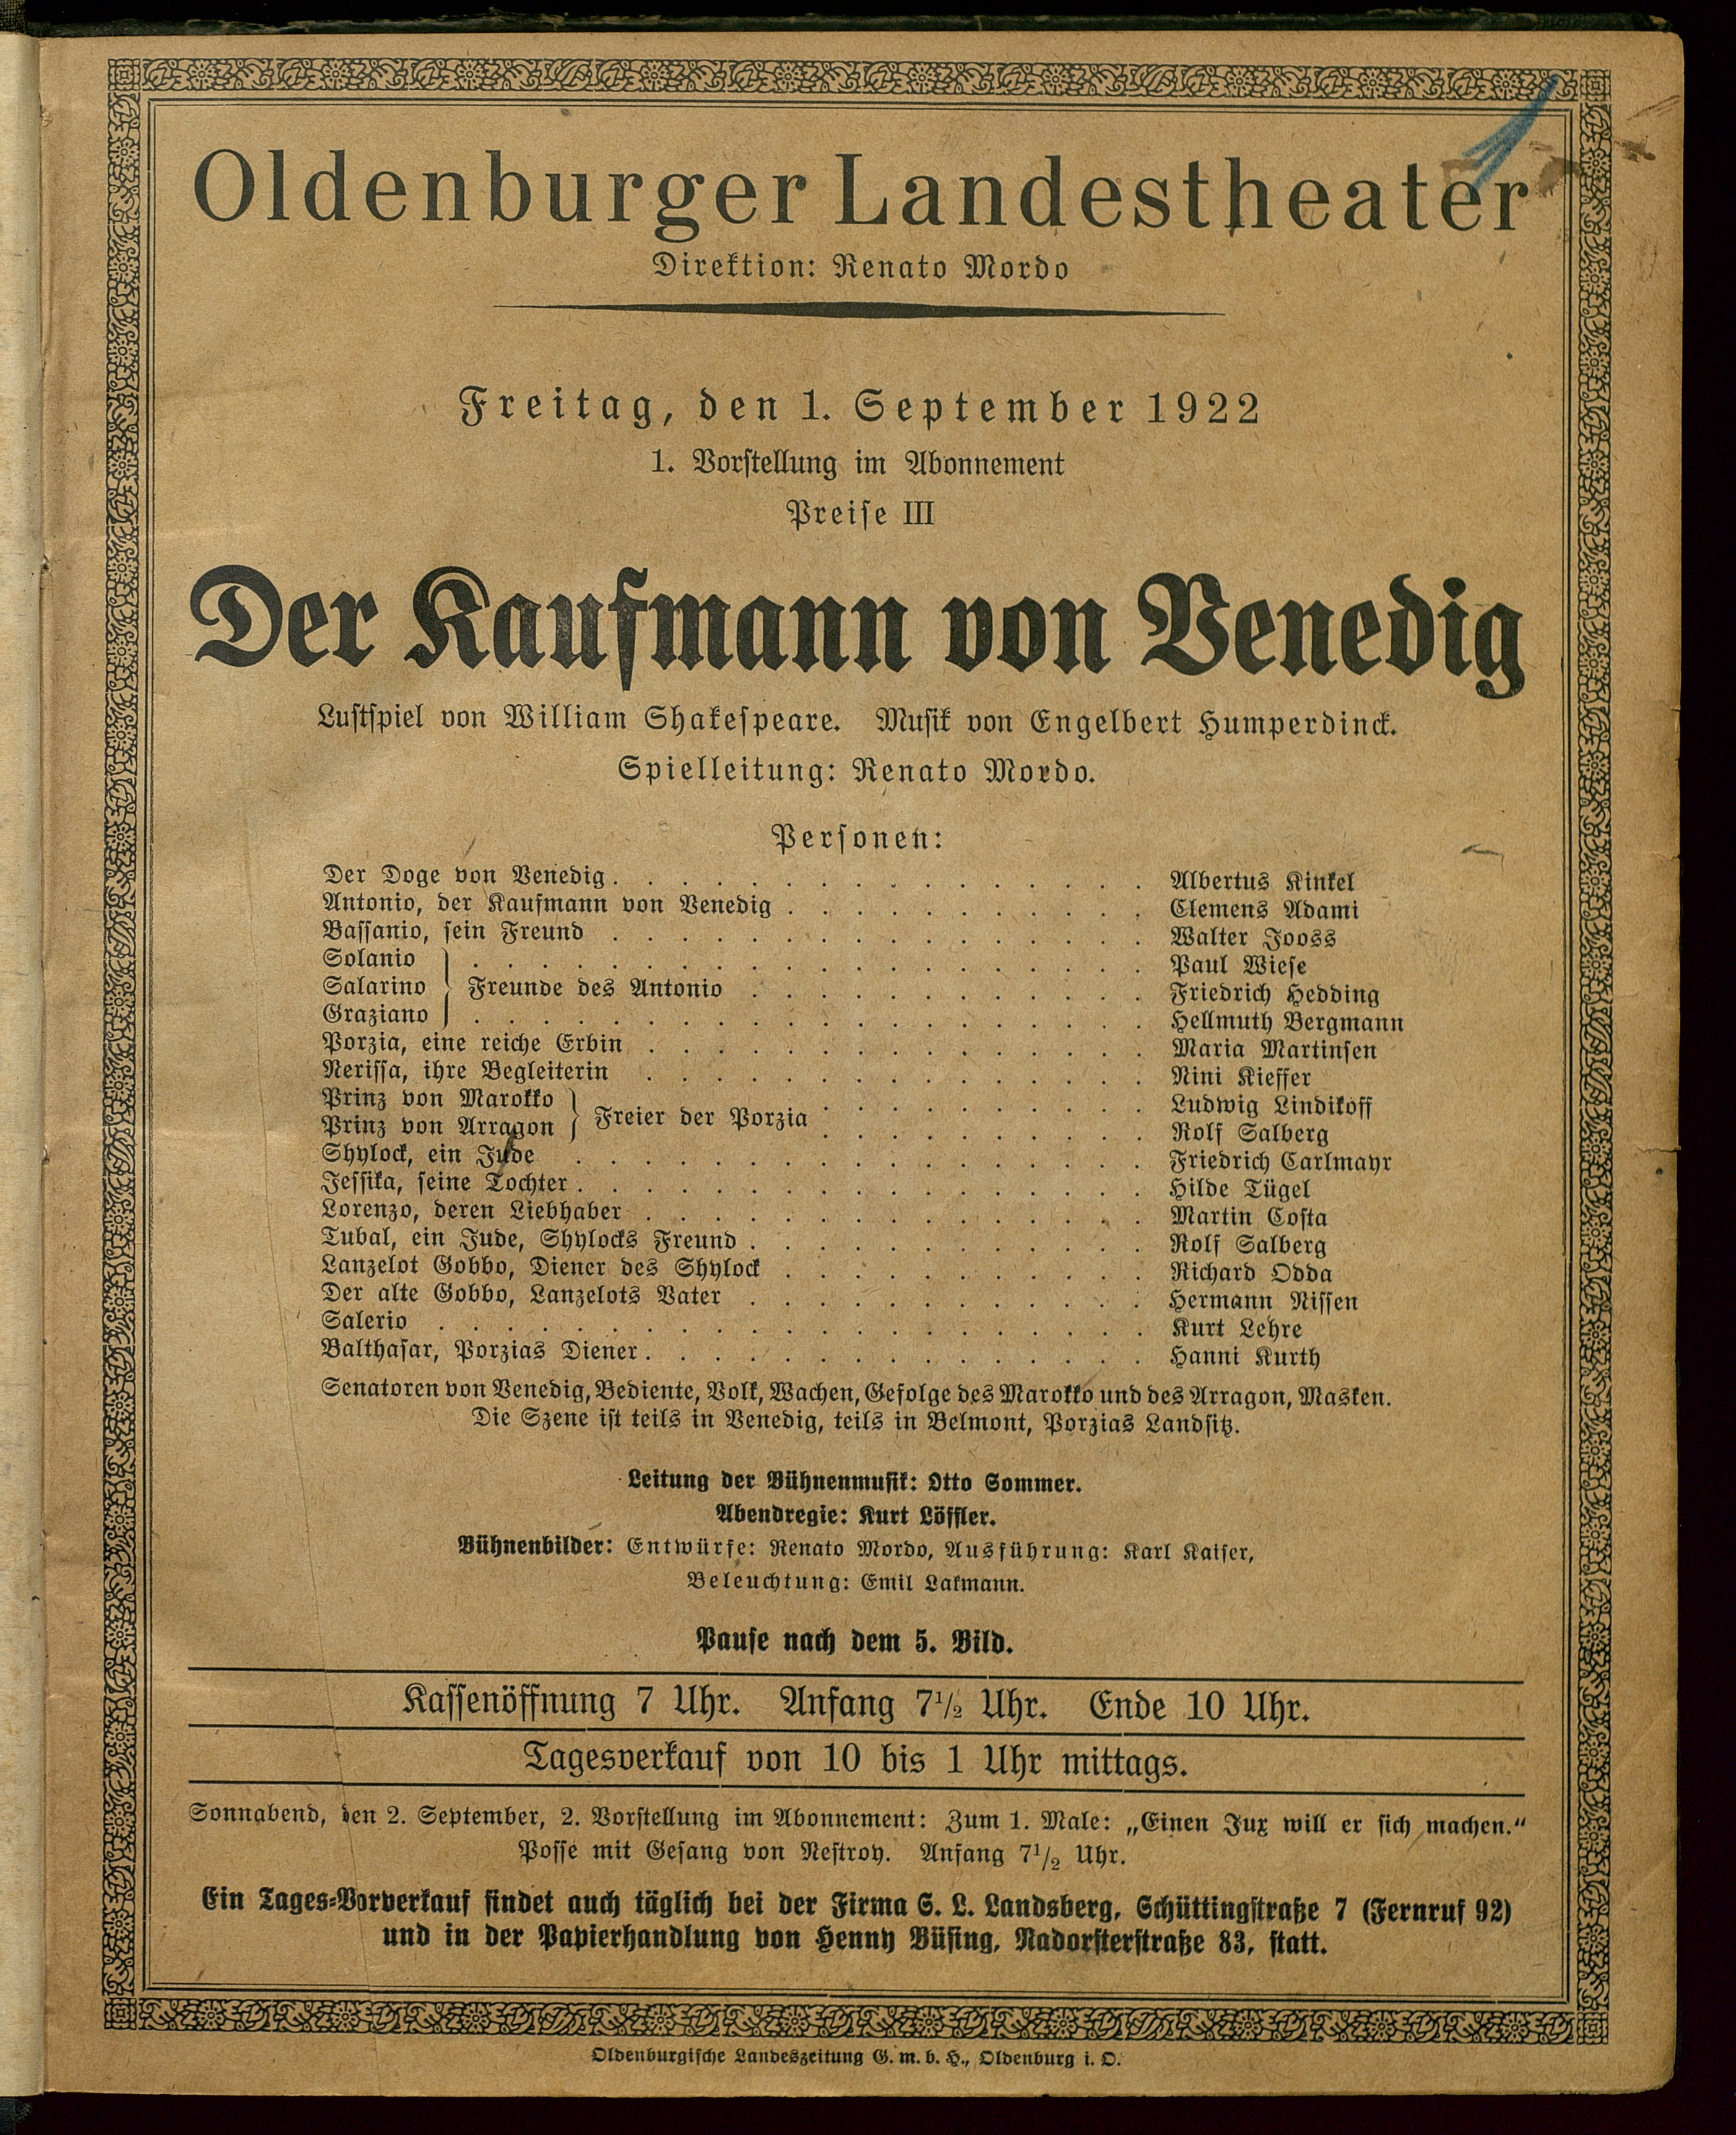 Oldenburger Landestheater
Direktion: Renato Mordo
Freitag, den 1. September 1922
1. Vorstellung im Abonnement
Preise III
Der Kaufmann von Venedig
Lustspiel von William Shakespeare. Musik von Engelbert Humperdinck.
Spielleitung: Renato Mordo.
Personen:
Der Doge von Venedig . . . . . . . . . . . . . . . . Albertus Kinkel
Antonio, der Kaufmann von Venedig . . . . . . . . . . . Clemens Adami
Bassanio, sein Freund . . . . . . . . . . . . . . . . Walter Jooss
Solanio . . . . . . . . . . . . . . . . . . . . Paul Wiese
Salarino } Freunde des Antonio . . . . . . . . . . . . Friedrich Hedding
Graziano . . . . . . . . . . . . . . . . . . . . Hellmuth Bergmann
Porzia, eine reiche Erbin . . . . . . . . . . . . . . . Maria Martinsen
Nerissa, ihre Begleiterin . . . . . . . . . . . . . . . Nini Kieffer
Prinz von Marokko } Freier der Porzia . . . . . . . . . . Ludwig Lindikoff
Prinz von Arragon . . . . . . . . . . Rolf Salberg
Shylock, ein Jude . . . . . . . . . . . . . . . . . Friedrich Carlmayr
Jessika, seine Tochter . . . . . . . . . . . . . . . . . Hilde Tügel
Lorenzo, deren Liebhaber . . . . . . . . . . . . . . . Martin Costa
Tubal, ein Jude, Shylocks Freund . . . . . . . . . . . . Rolf Salberg
Lanzelot Gobbo, Diener des Shylock . . . . . . . . . . . Richard Odda
Der alte Gobbo, Lanzelots Vater . . . . . . . . . . . . Hermann Nissen
Salerio . . . . . . . . . . . . . . . . . . . . . Kurt Lehre
Balthasar, Porzias Diener . . . . . . . . . . . . . . . Hanni Kurth
Senatoren von Venedig, Bediente, Volk, Wachen, Gefolge des Marokko und des Arragon, Masken.
Die Szene ist teils in Venedig, teils in Belmont, Porzias Landsitz.
Leitung der Bühnenmusik: Otto Sommer.
Abendregie: Kurt Löffler.
Bühnenbilder: Entwürfe: Renato Mordo, Ausführung: Karl Kaiser,
Beleuchtung: Emil Lakmann.
Pause nach dem 5. Bild.
Kassenöffnung 7 Uhr. Anfang 7½ Uhr. Ende 10 Uhr.
Tagesverkauf von 10 bis 1 Uhr mittags.
Sonnabend, den 2. September, 2. Vorstellung im Abonnement: Zum 1. Male: „Einen Jux will er sich machen.“
Posse mit Gesang von Nestroy. Anfang 7½ Uhr.
Ein Tages-Vorverkauf findet auch täglich bei der Firma S. L. Landsberg, Schüttingstraße 7 (Fernruf 92)
und in der Papierhandlung von Henny Büsing, Nadorsterstraße 83, statt.
Oldenburgische Landeszeitung G. m. b. H., Oldenburg i. O.